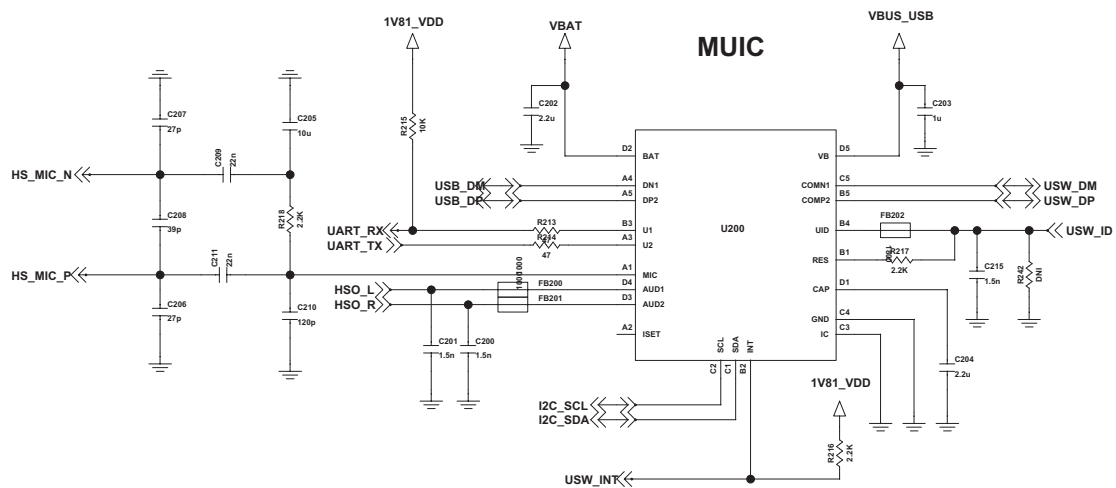 1V81_VDD
VBAT
VBUS_USB
MUIC
C207
27p
C205
10u
R215
10K
C202
2.2u
C203
1u
C209
22n
HS_MIC_N
D2
BAT
VB
D5
USB_DM
A4
DN1
COMN1
C5
USW_DM
USB_DP
A5
DP2
COMP2
B5
USW_DP
C208
39p
R218
2.2K
UART_RX
R213
B3
U1
U200
UID
B4
FB202
USW_ID
UART_TX
R214
47
47
A3
U2
RES
B1
1800
R217
2.2K
C211
22n
HS_MIC_P
A1
MIC
C215
1.5n
R242
DNI
HSO_L
1000
FB200
D4
AUD1
CAP
D1
HSO_R
1000
FB201
D3
AUD2
C206
27p
C210
120p
GND
C4
A2
ISET
IC
C3
C201
1.5n
C200
1.5n
SCL
SDA
INT
C2
C1
B2
C204
2.2u
I2C_SCL
I2C_SDA
1V81_VDD
R216
2.2K
USW_INT